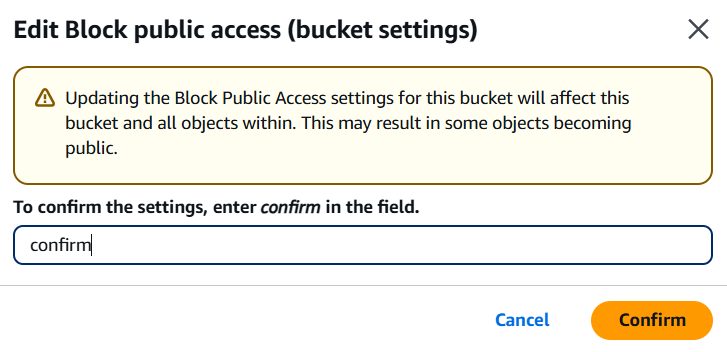 Edit Block public access (bucket settings)
Updating the Block Public Access settings for this bucket will affect this
bucket and all objects within. This may result in some objects becoming
public.
To confirm the settings, enter confirm in the field.
confirm
Cancel Confirm